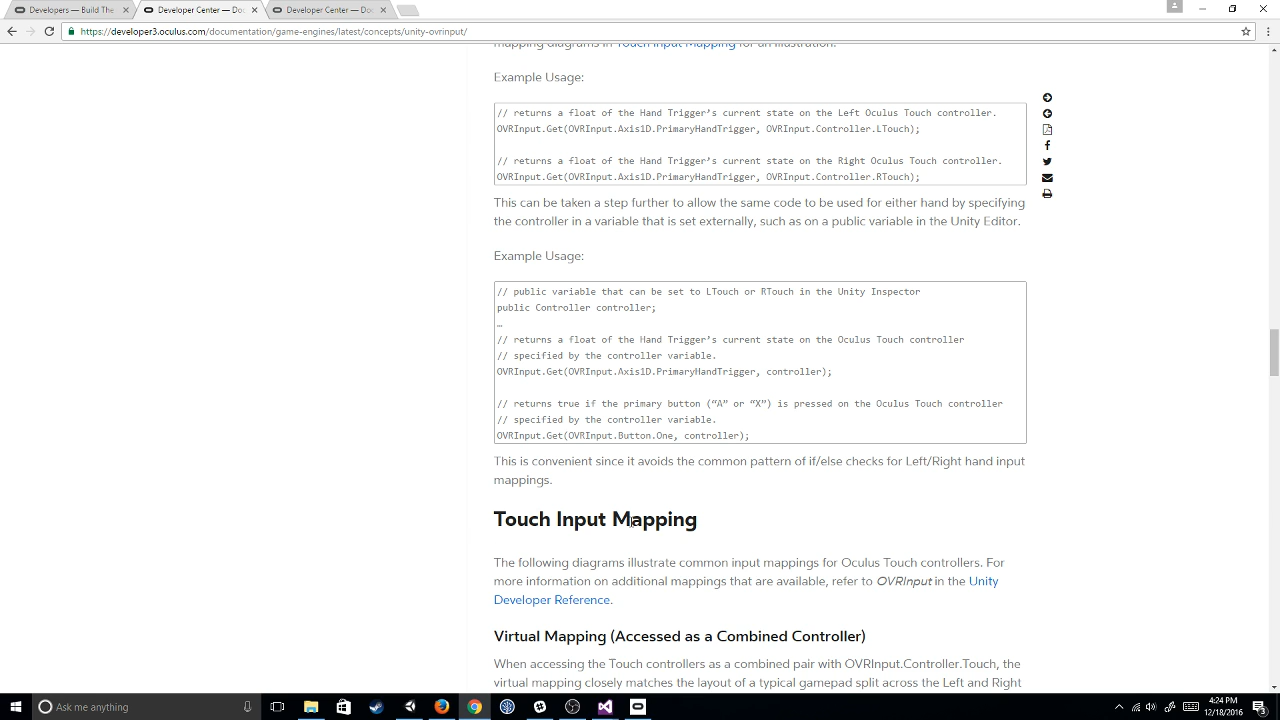 Developers — Build The
Developer Center — Doc
Developer Center — Doc
https://developer3.oculus.com/documentation/game-engines/latest/concepts/unity-ovrinput/
mapping diagrams in Touch Input Mapping for an illustration.
Example Usage:
// returns a float of the Hand Trigger’s current state on the Left Oculus Touch controller.
OVRInput.Get(OVRInput.Axis1D.PrimaryHandTrigger, OVRInput.Controller.LTouch);
// returns a float of the Hand Trigger’s current state on the Right Oculus Touch controller.
OVRInput.Get(OVRInput.Axis1D.PrimaryHandTrigger, OVRInput.Controller.RTouch);
This can be taken a step further to allow the same code to be used for either hand by specifying
the controller in a variable that is set externally, such as on a public variable in the Unity Editor.
Example Usage:
// public variable that can be set to LTouch or RTouch in the Unity Inspector
public Controller controller;
…
// returns a float of the Hand Trigger’s current state on the Oculus Touch controller
// specified by the controller variable.
OVRInput.Get(OVRInput.Axis1D.PrimaryHandTrigger, controller);
// returns true if the primary button (“A” or “X”) is pressed on the Oculus Touch controller
// specified by the controller variable.
OVRInput.Get(OVRInput.Button.One, controller);
This is convenient since it avoids the common pattern of if/else checks for Left/Right hand input
mappings.
Touch Input Mapping
The following diagrams illustrate common input mappings for Oculus Touch controllers. For
more information on additional mappings that are available, refer to OVRInput in the Unity
Developer Reference.
Virtual Mapping (Accessed as a Combined Controller)
When accessing the Touch controllers as a combined pair with OVRInput.Controller.Touch, the
virtual mapping closely matches the layout of a typical gamepad split across the Left and Right
Ask me anything
4:24 PM
12/18/2016